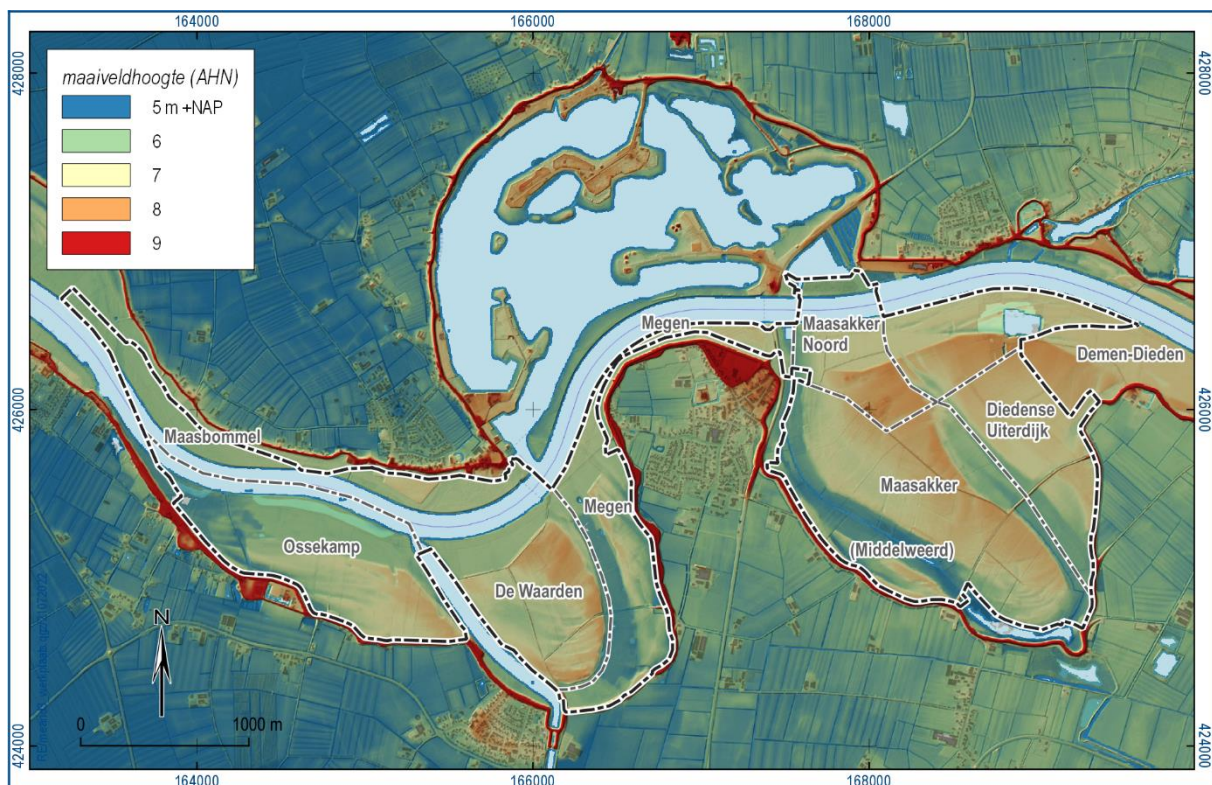 164000
166000
168000
428000
428000
maaiveldhoogte (AHN)
5 m +NAP
6
7
8
9
Megen
Maasakker
Noord
Demen-Dieden
426000
426000
Maasbommel
Diedense
Uiterdijk
Maasakker
Megen
Ossekamp
(Middelweerd)
De Waarden
N
0
1000 m
424000
424000
164000
166000
168000